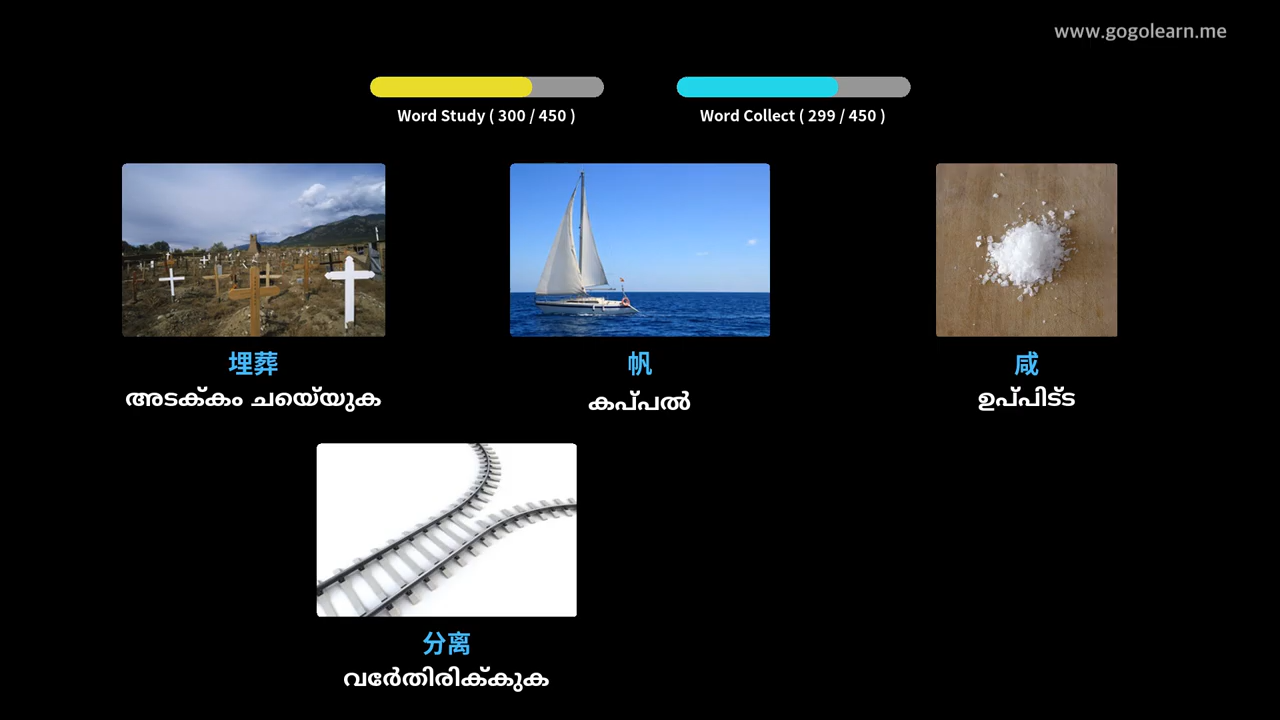 www.gogolearn.me
Word Study ( 300 / 450 )
Word Collect ( 299 / 450 )
埋葬
അടക്കം ചെയ്യുക
帆
കപ്പൽ
咸
ഉപ്പിട്ട
分离
വേർതിരിക്കുക